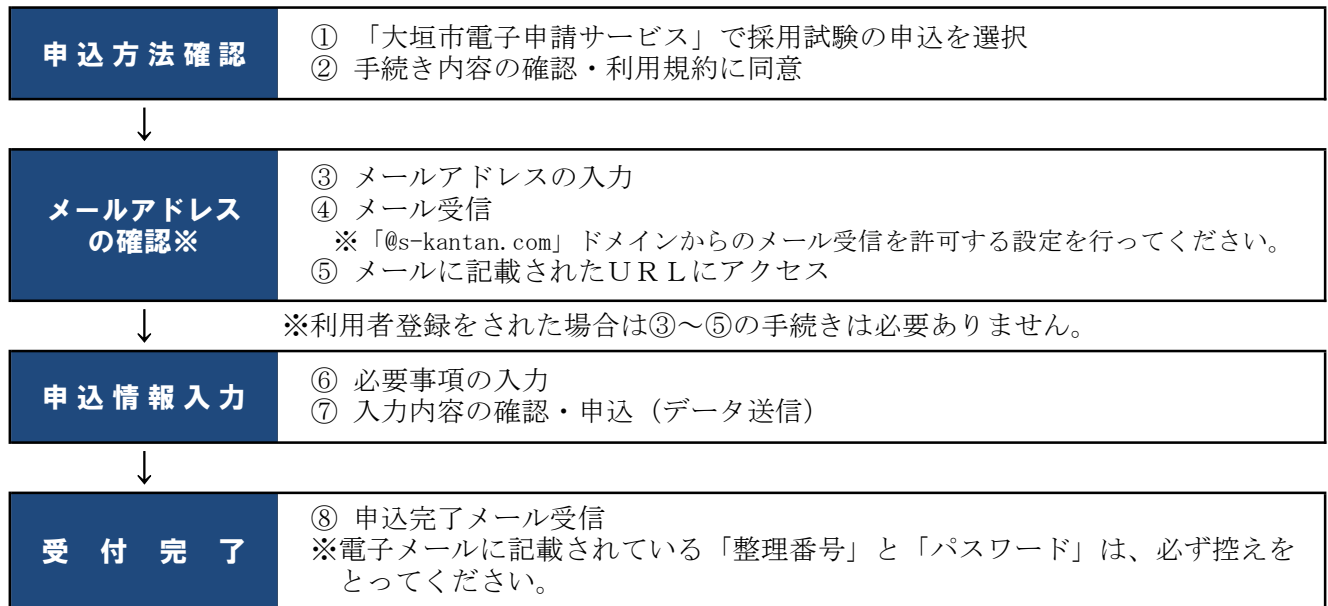 申込方法確認
① 「大垣市電子申請サービス」で採用試験の申込を選択
② 手続き内容の確認・利用規約に同意
↓
メールアドレス
の確認※
③ メールアドレスの入力
④ メール受信
※「@s-kantan.com」ドメインからのメール受信を許可する設定を行ってください。
⑤ メールに記載されたＵＲＬにアクセス
↓
※利用者登録をされた場合は③～⑤の手続きは必要ありません。
申込情報入力
⑥ 必要事項の入力
⑦ 入力内容の確認・申込（データ送信）
↓
受付完了
⑧ 申込完了メール受信
※電子メールに記載されている「整理番号」と「パスワード」は、必ず控えを
とってください。